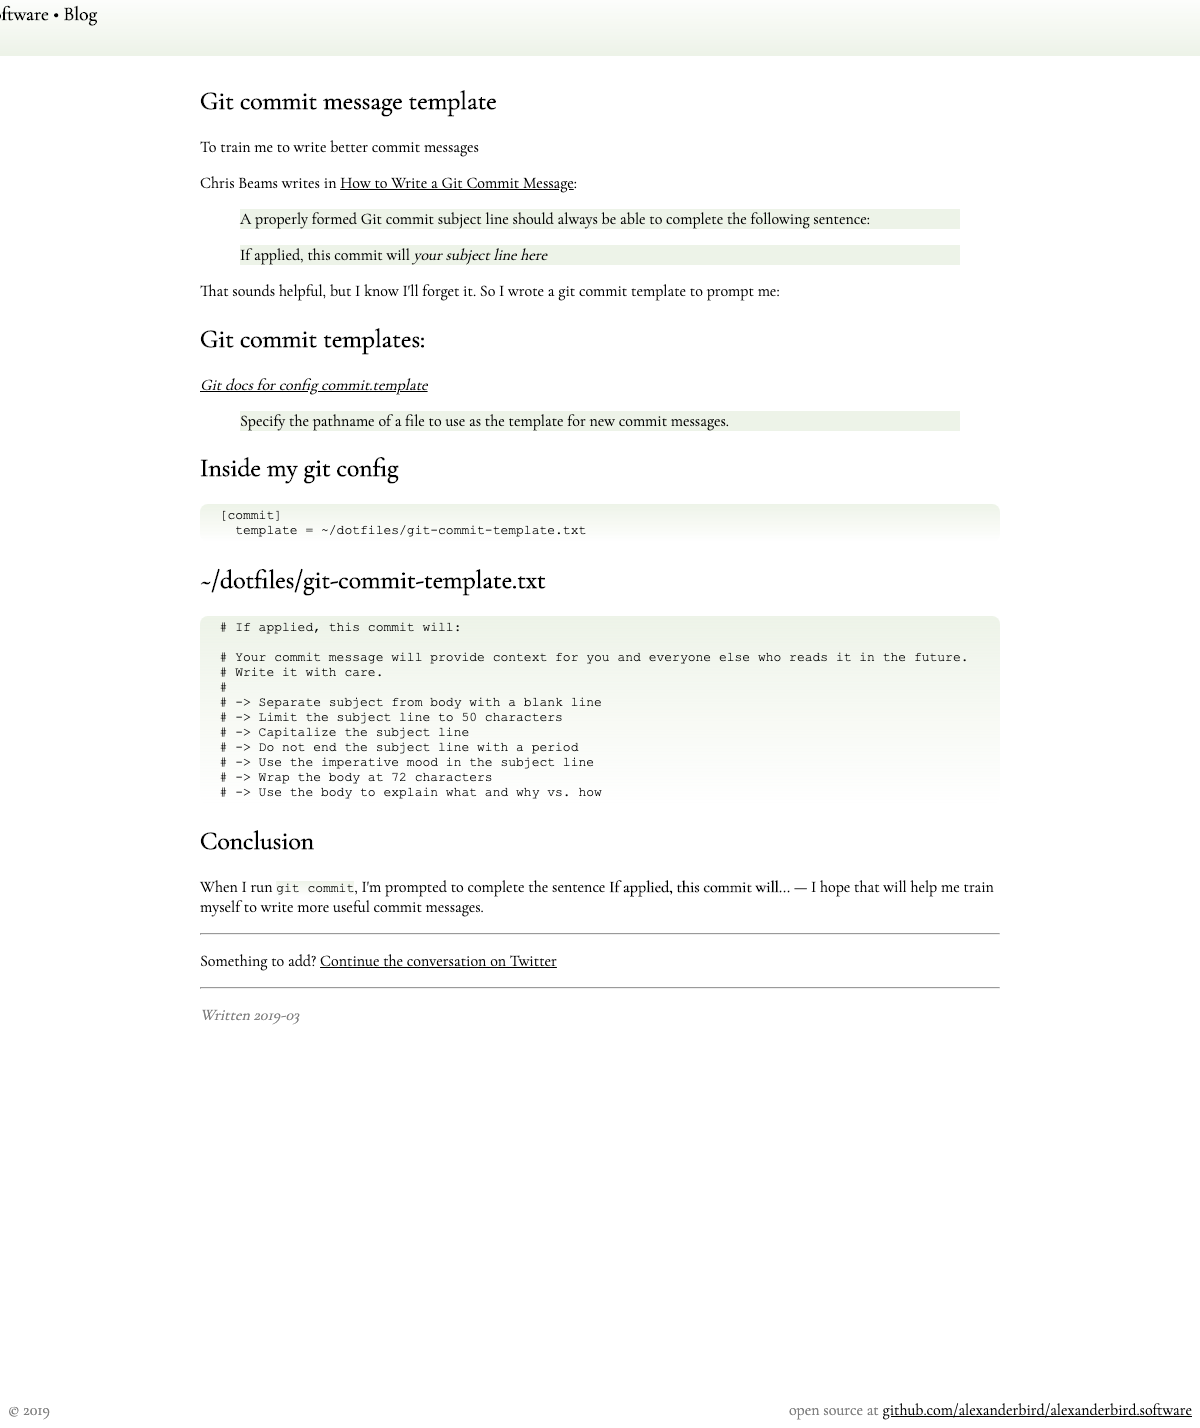 ftware • Blog
Git commit message template
To train me to write better commit messages
Chris Beams writes in How to Write a Git Commit Message:
A properly formed Git commit subject line should always be able to complete the following sentence:
If applied, this commit will your subject line here
That sounds helpful, but I know I'll forget it. So I wrote a git commit template to prompt me:
Git commit templates:
Git docs for config commit.template
Specify the pathname of a file to use as the template for new commit messages.
Inside my git config
[commit]
  template = ~/dotfiles/git-commit-template.txt
~/dotfiles/git-commit-template.txt
# If applied, this commit will:
# Your commit message will provide context for you and everyone else who reads it in the future.
# Write it with care.
#
# -> Separate subject from body with a blank line
# -> Limit the subject line to 50 characters
# -> Capitalize the subject line
# -> Do not end the subject line with a period
# -> Use the imperative mood in the subject line
# -> Wrap the body at 72 characters
# -> Use the body to explain what and why vs. how
Conclusion
When I run git commit, I'm prompted to complete the sentence If applied, this commit will... — I hope that will help me train
myself to write more useful commit messages.
Something to add? Continue the conversation on Twitter
Written 2019-03
© 2019
open source at github.com/alexanderbird/alexanderbird.software